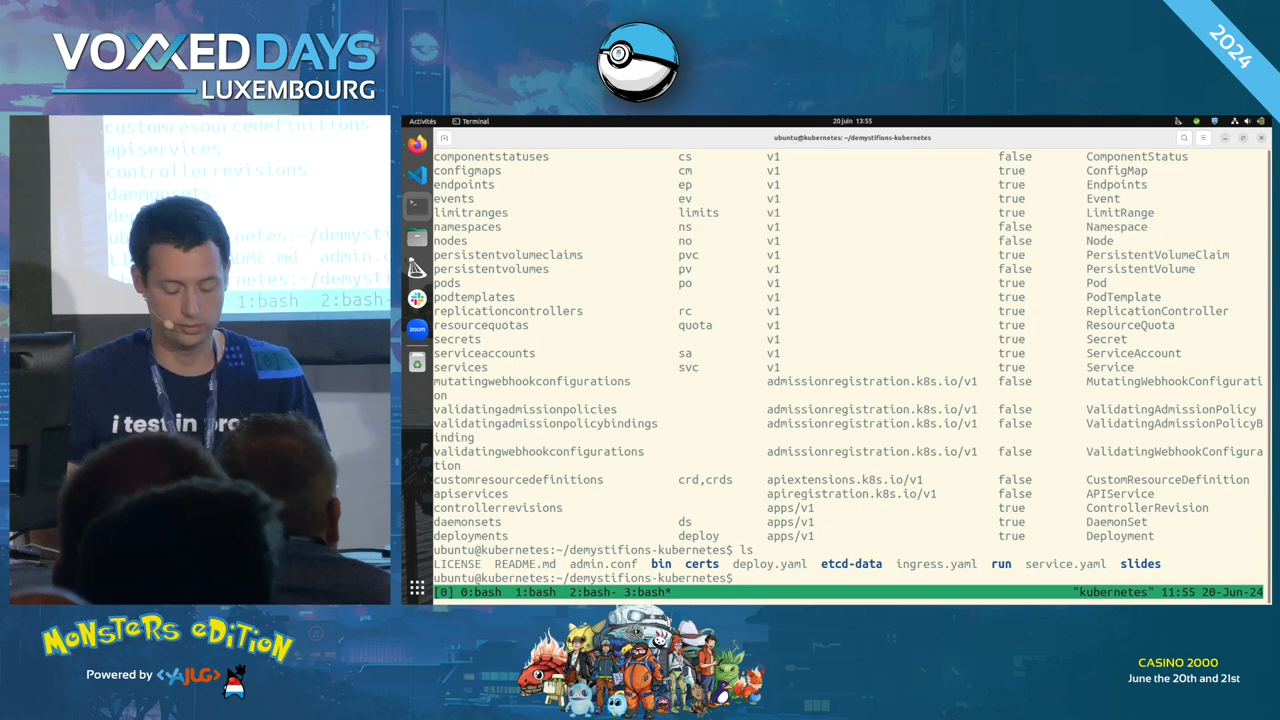 VOXXED DAYS
LUXEMBOURG
2024
customresourcedefinitions
apiservices
controllerrevisions
daemonsets
1:bash 2:bash-
i test in pro
Activités Terminal 20 juin 13:55
ubuntu@kubernetes: ~/demystifions-kubernetes
zoom
componentstatuses cs v1 false ComponentStatus
configmaps cm v1 true ConfigMap
endpoints ep v1 true Endpoints
events ev v1 true Event
limitranges limits v1 true LimitRange
namespaces ns v1 false Namespace
nodes no v1 false Node
persistentvolumeclaims pvc v1 true PersistentVolumeClaim
persistentvolumes pv v1 false PersistentVolume
pods po v1 true Pod
podtemplates v1 true PodTemplate
replicationcontrollers rc v1 true ReplicationController
resourcequotas quota v1 true ResourceQuota
secrets v1 true Secret
serviceaccounts sa v1 true ServiceAccount
services svc v1 true Service
mutatingwebhookconfigurations admissionregistration.k8s.io/v1 false MutatingWebhookConfigurati
on
validatingadmissionpolicies admissionregistration.k8s.io/v1 false ValidatingAdmissionPolicy
validatingadmissionpolicybindings admissionregistration.k8s.io/v1 false ValidatingAdmissionPolicyB
inding
validatingwebhookconfigurations admissionregistration.k8s.io/v1 false ValidatingWebhookConfigura
tion
customresourcedefinitions crd,crds apiextensions.k8s.io/v1 false CustomResourceDefinition
apiservices apiregistration.k8s.io/v1 false APIService
controllerrevisions apps/v1 true ControllerRevision
daemonsets ds apps/v1 true DaemonSet
deployments deploy apps/v1 true Deployment
ubuntu@kubernetes:~/demystifions-kubernetes$ ls
LICENSE README.md admin.conf bin certs deploy.yaml etcd-data ingress.yaml run service.yaml slides
ubuntu@kubernetes:~/demystifions-kubernetes$
[0] 0:bash 1:bash 2:bash- 3:bash* "kubernetes" 11:55 20-Jun-24
MONSTERS EDITION
Powered by <YAJUG>
CASINO 2000
June the 20th and 21st